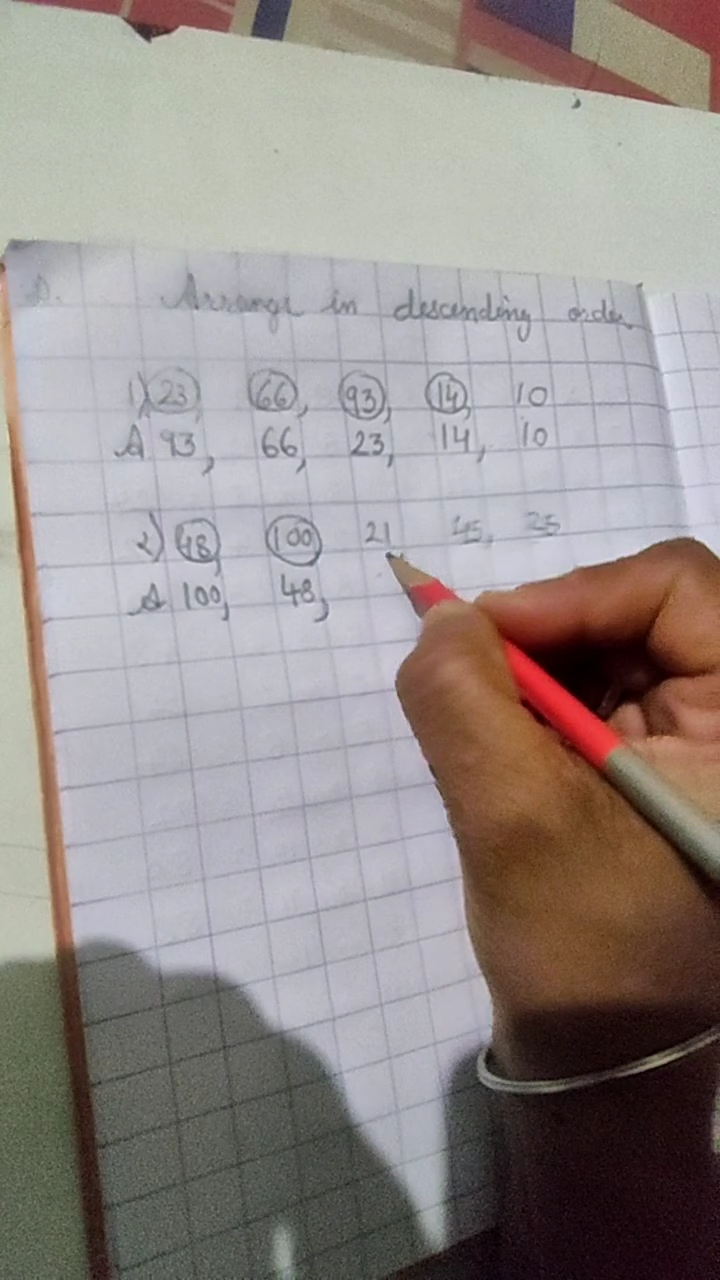 Arrange in descending order
1) 23, 66, 93, 14, 10
A 93, 66, 23, 14, 10
2) 48, 100 21 45, 25
A 100, 48,